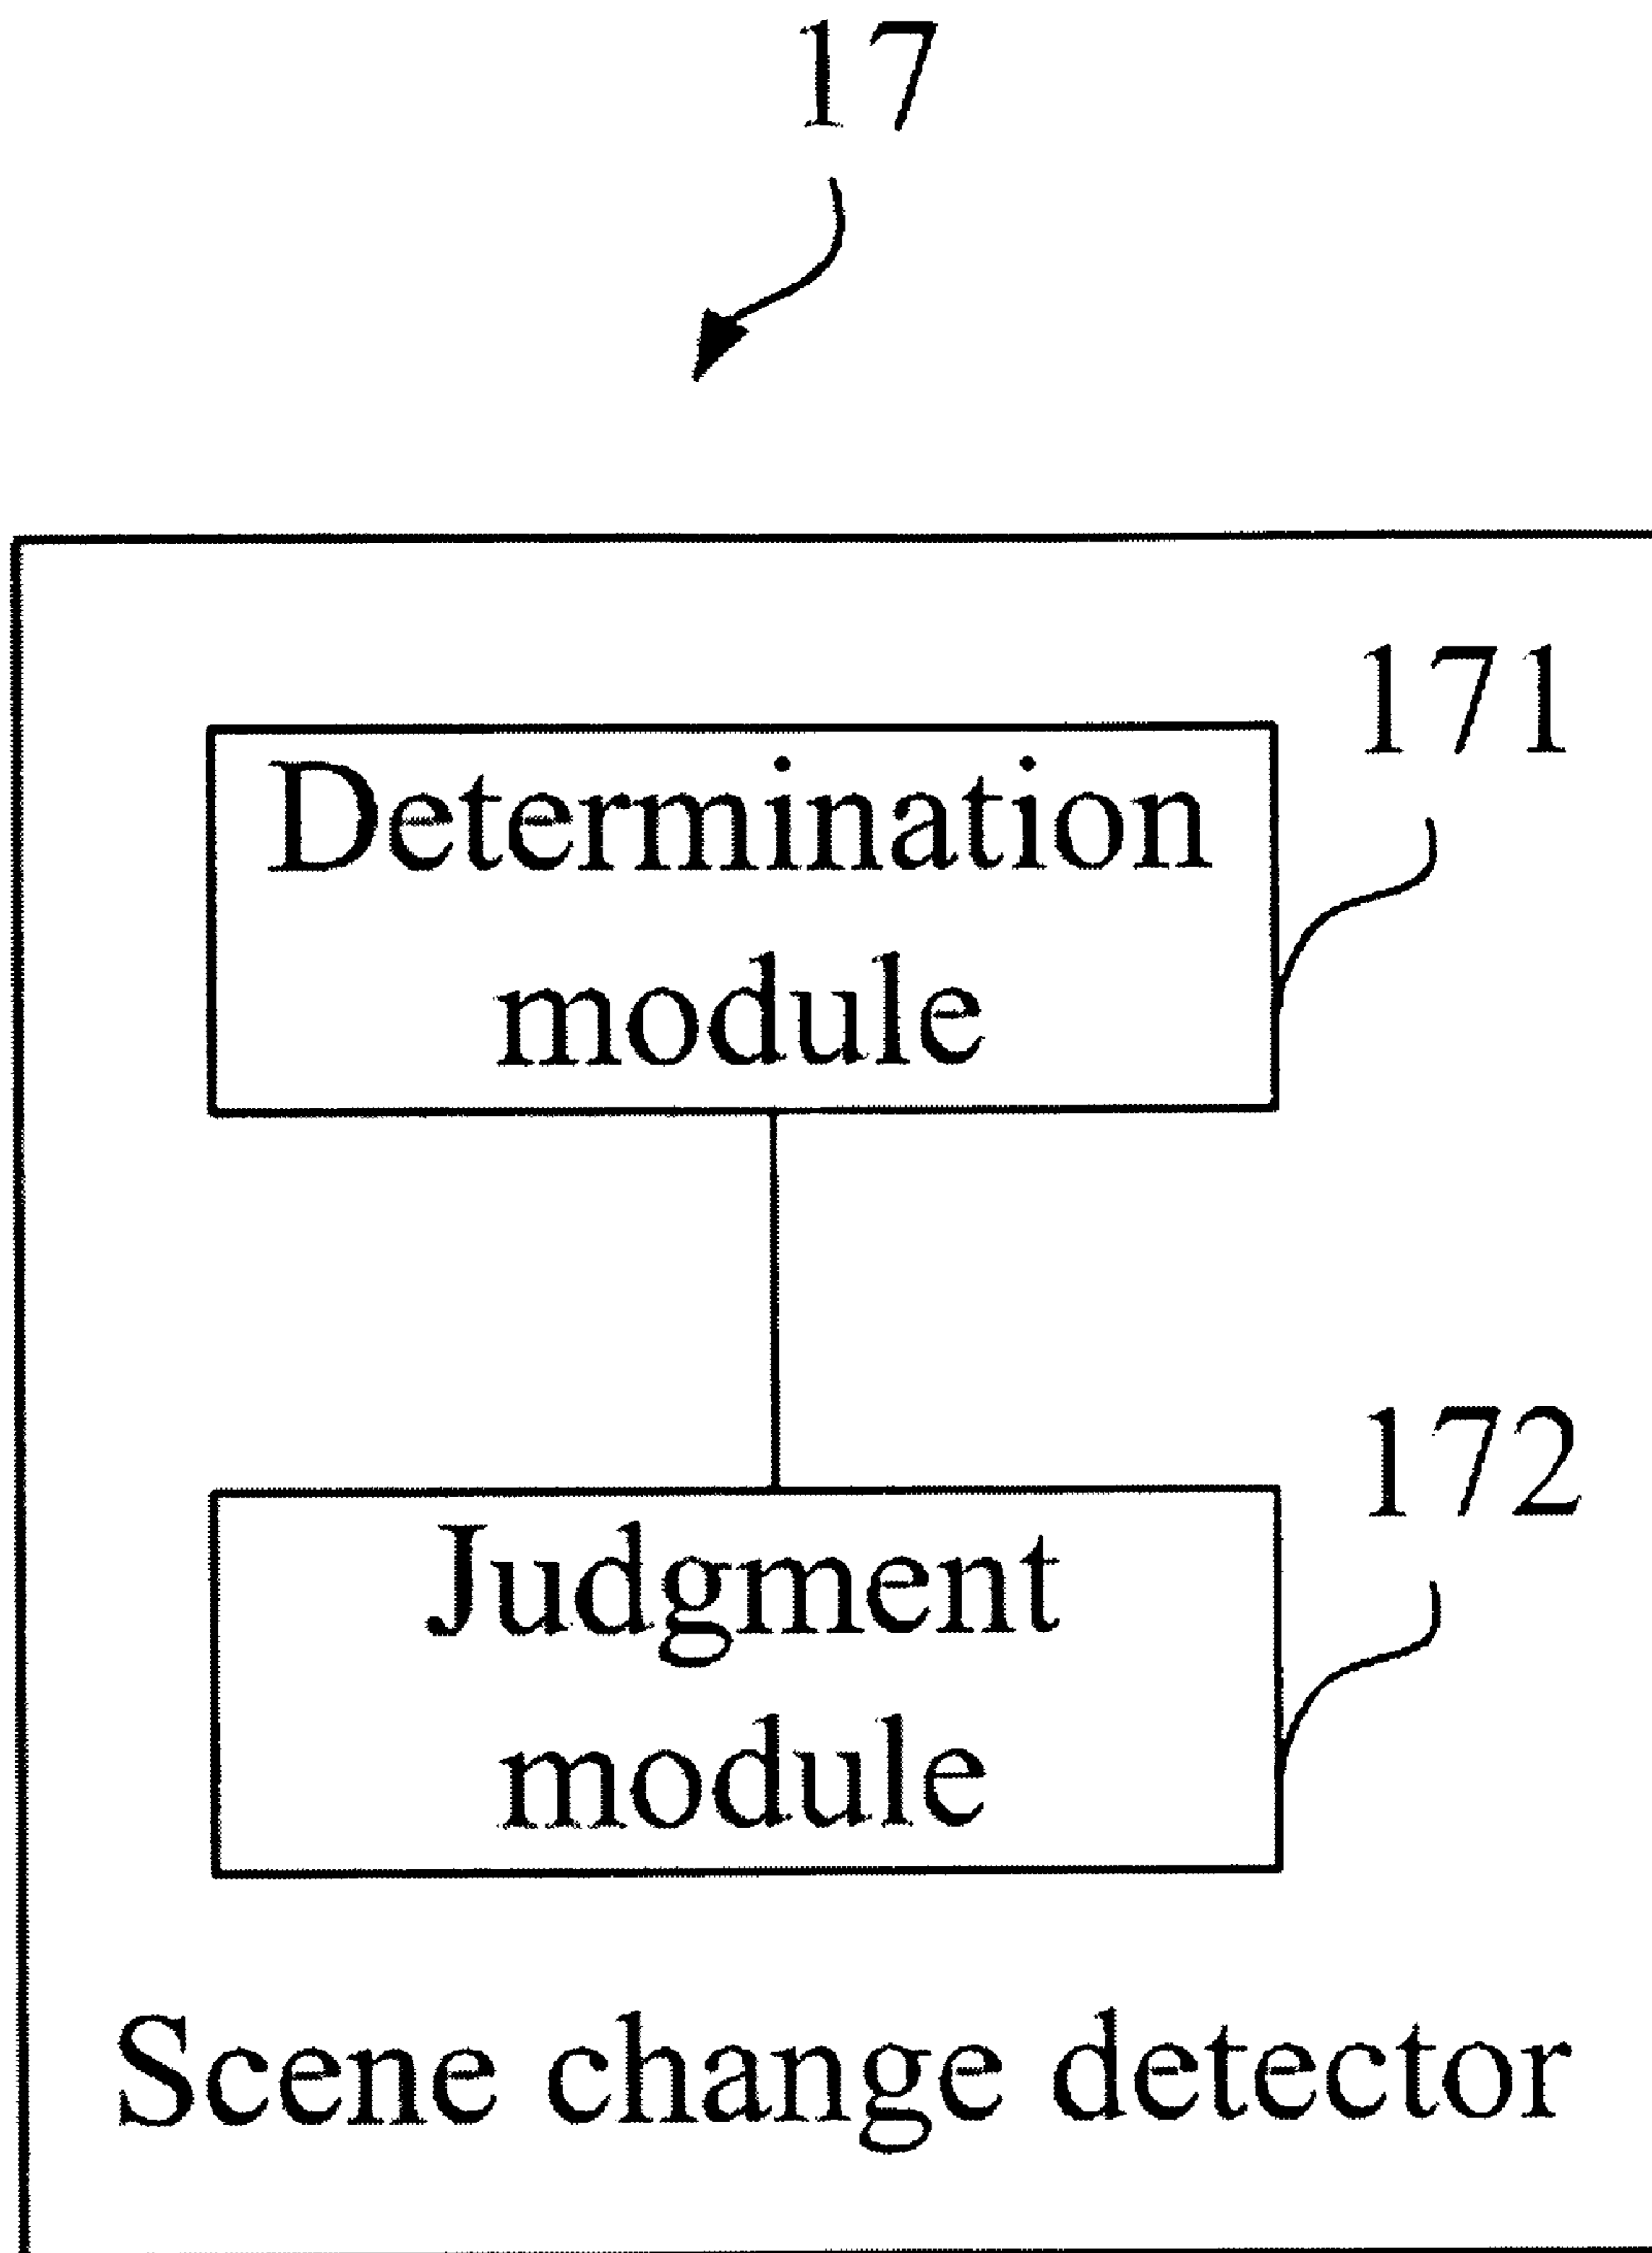 17
171
Determination
module
172
Judgment
module
Scene change detector